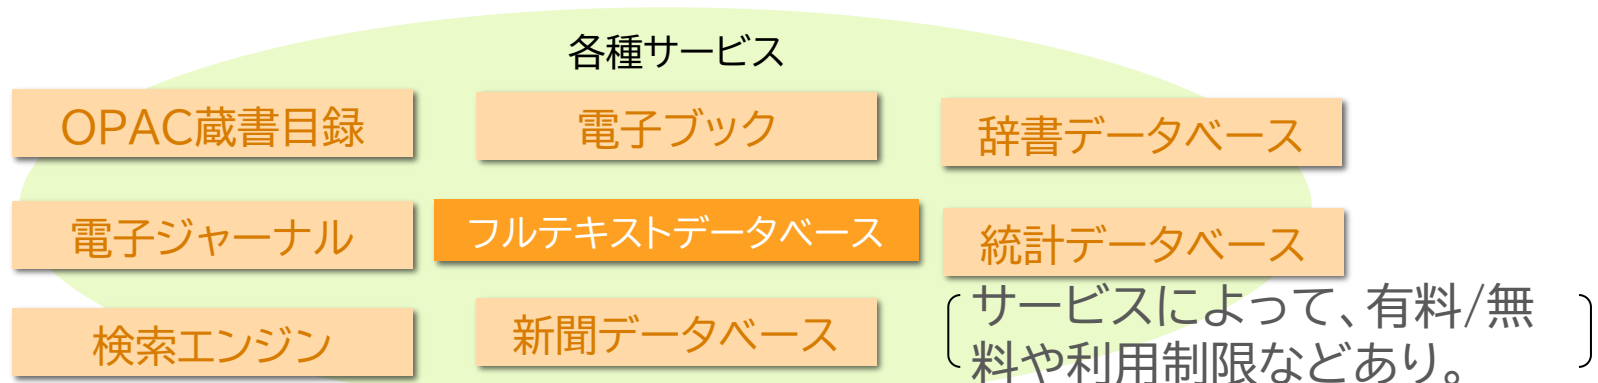 各種サービス
OPAC蔵書目録
電子ブック
辞書データベース
電子ジャーナル
フルテキストデータベース
統計データベース
検索エンジン
新聞データベース
サービスによって、有料/無
料や利用制限などあり。